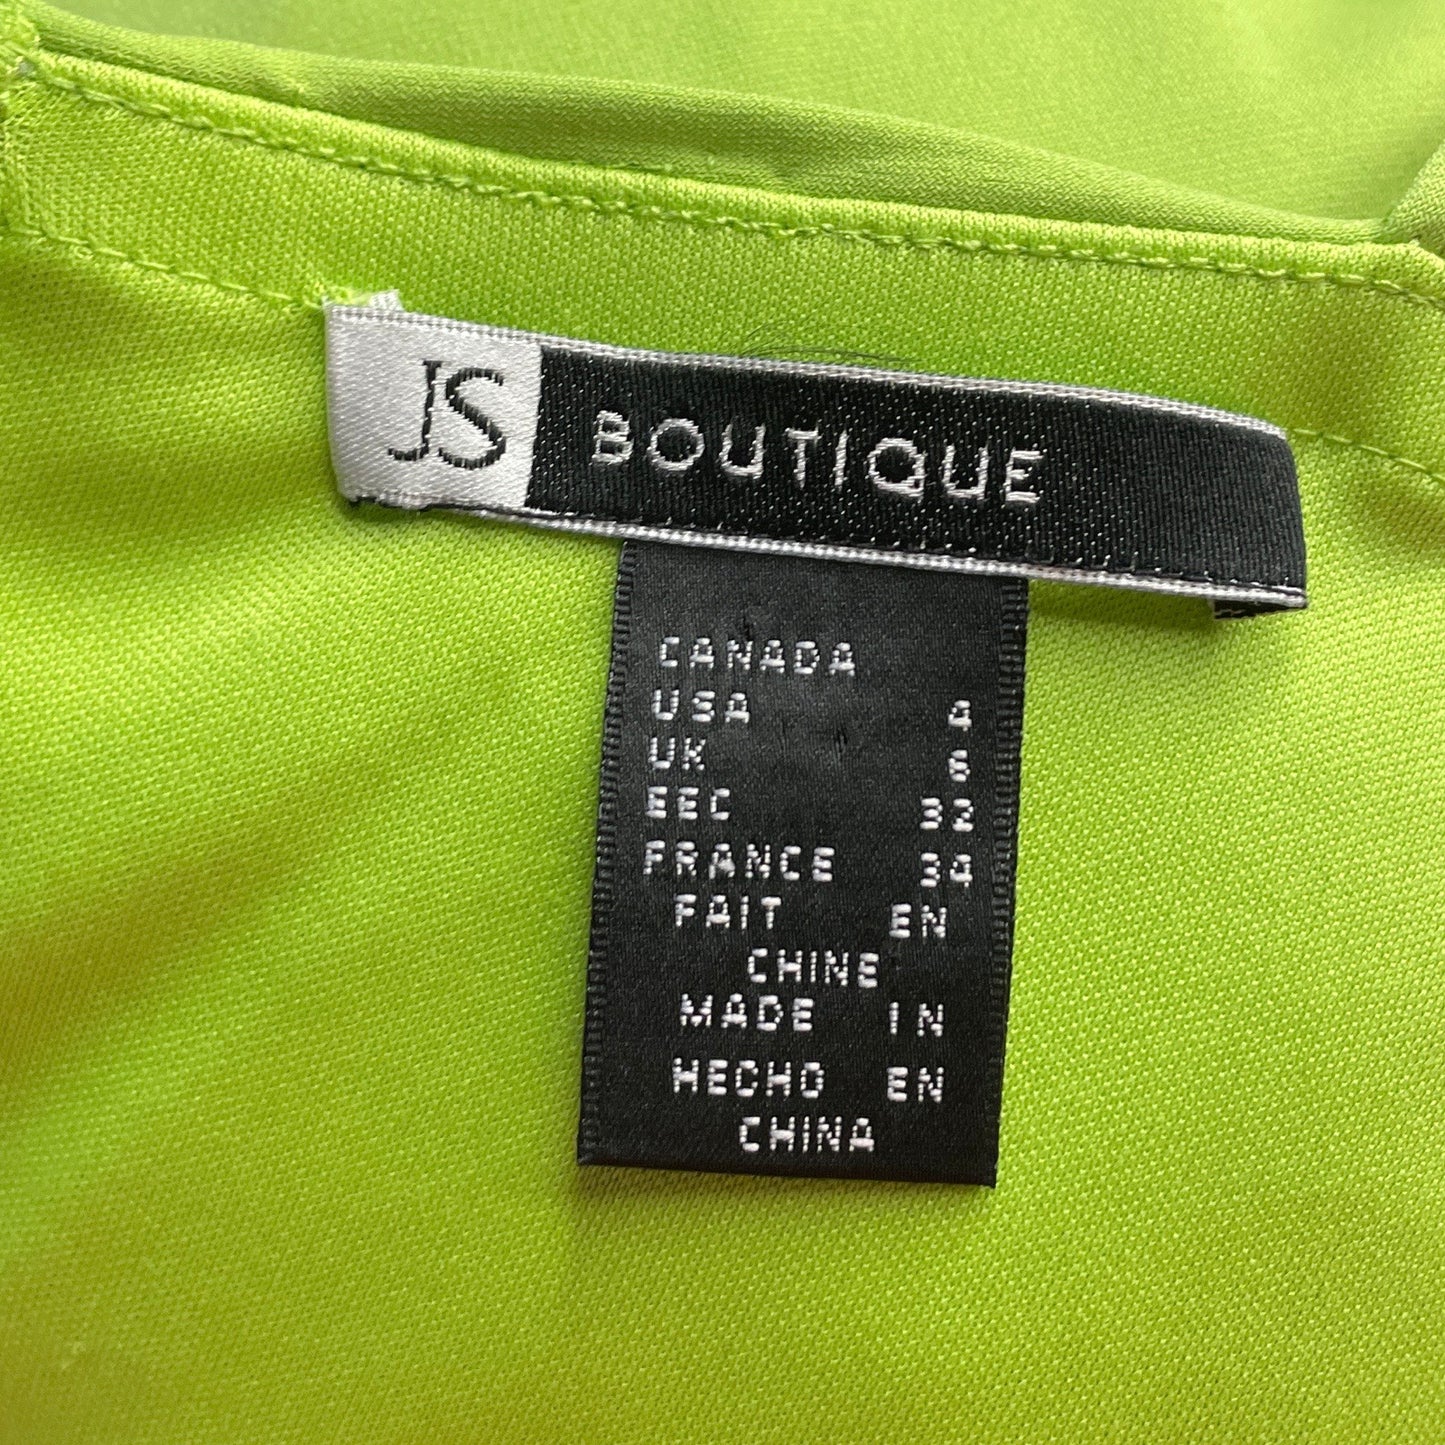 JS BOUTIQUE
CANADA
USA 4
UK 6
EEC 32
FRANCE 34
FAIT EN
CHINE
MADE IN
HECHO EN
CHINA